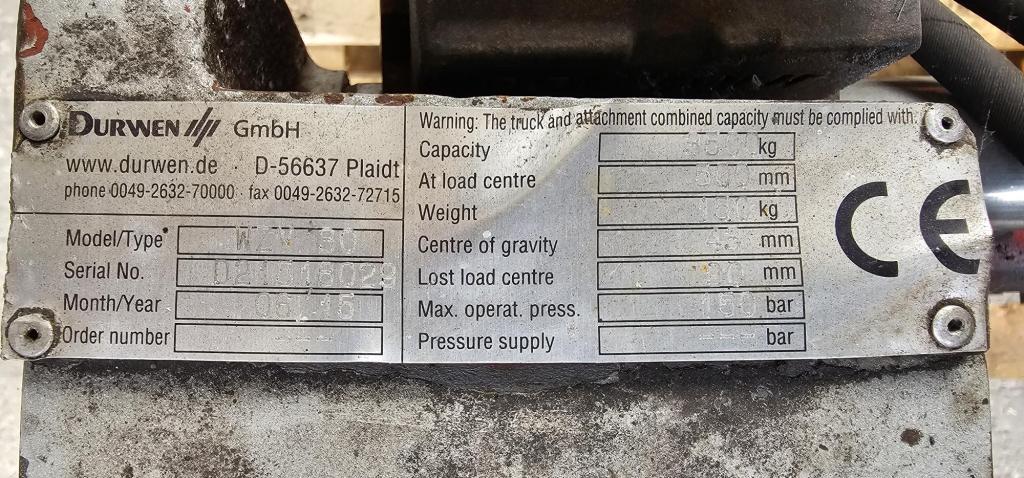 DURWEN GmbH
www.durwen.de · D-56637 Plaidt
phone 0049-2632-70000 · fax 0049-2632-72715
Model/Type
Serial No.
Month/Year
Order number
Warning: The truck and attachment combined capacity must be complied with.
Capacity kg
At load centre mm
Weight kg
Centre of gravity mm
Lost load centre mm
Max. operat. press. 150 bar
Pressure supply --- bar
CE